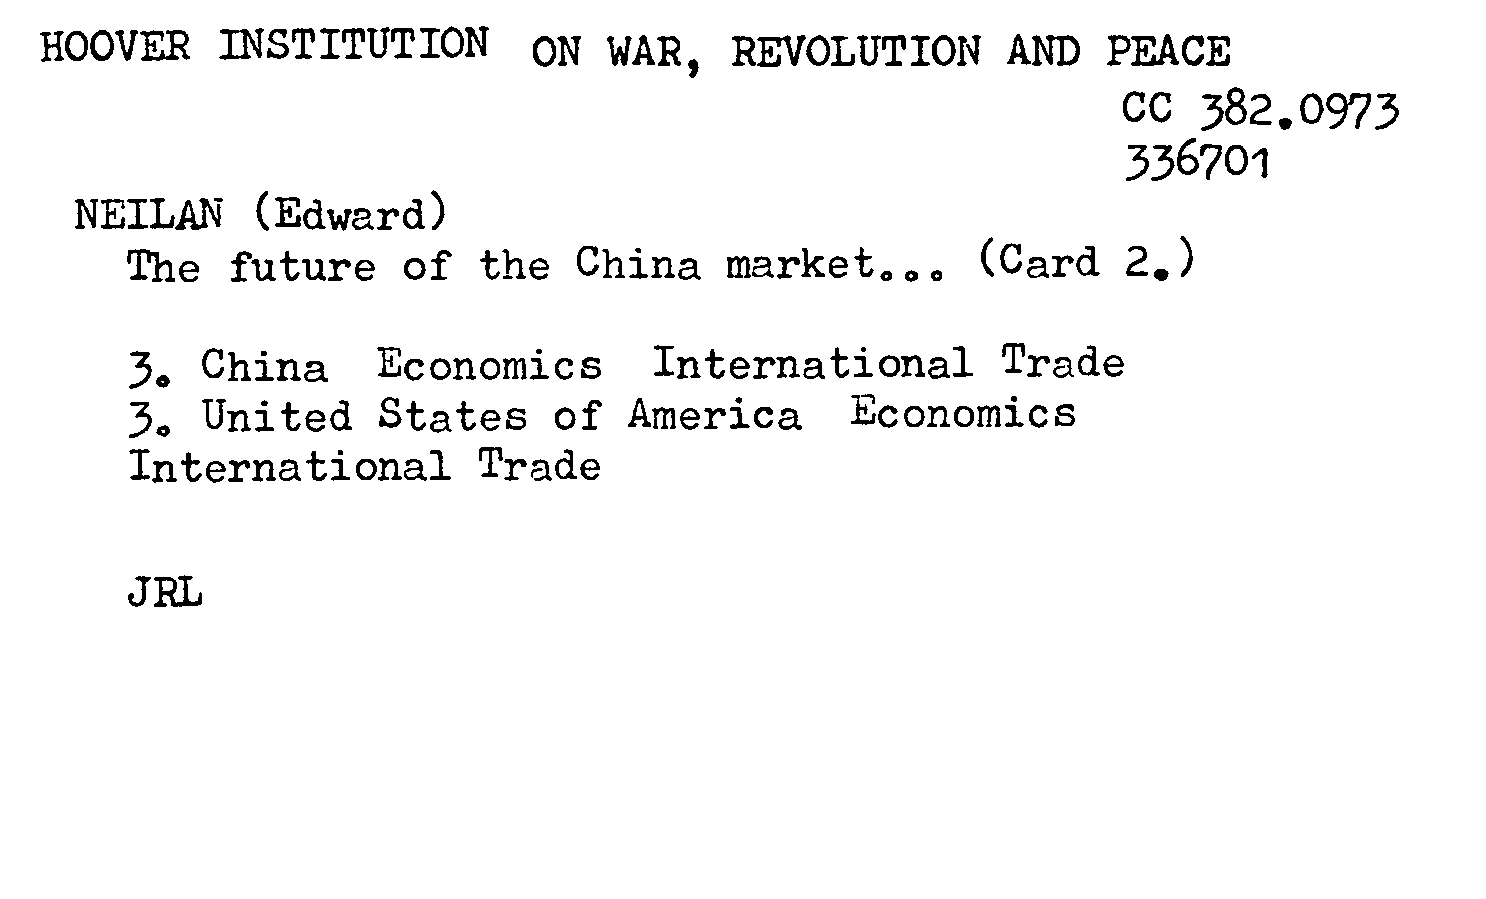 HOOVER INSTITUTION ON WAR, REVOLUTION AND PEACE
CC 382.0973
336701
NEILAN (Edward)
The future of the China market... (Card 2.)
3. China Economics International Trade
3. United States of America Economics
International Trade
JRL